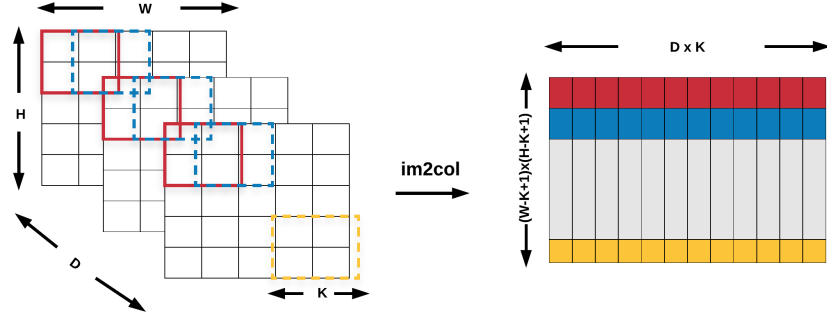 W
H
D
K
im2col
D x K
(W-K+1)x(H-K+1)